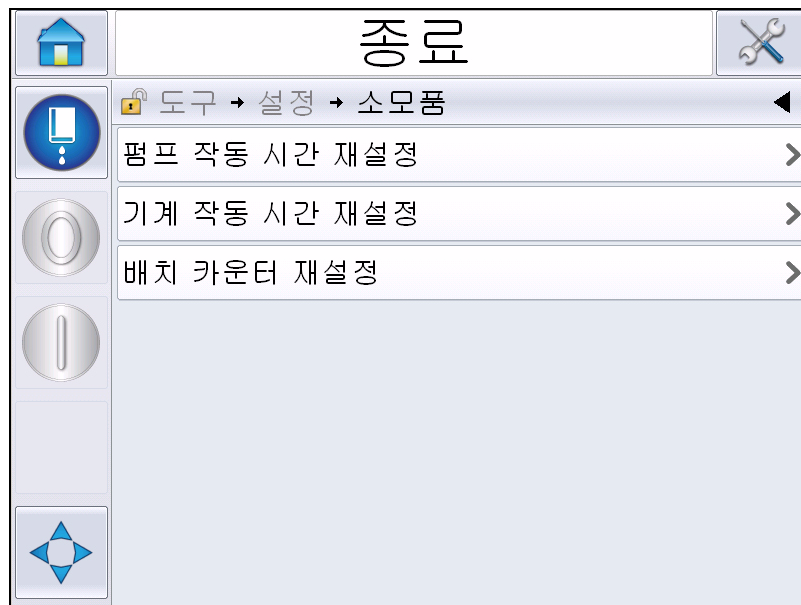 종료
도구 → 설정 → 소모품
펌프 작동 시간 재설정
기계 작동 시간 재설정
배치 카운터 재설정